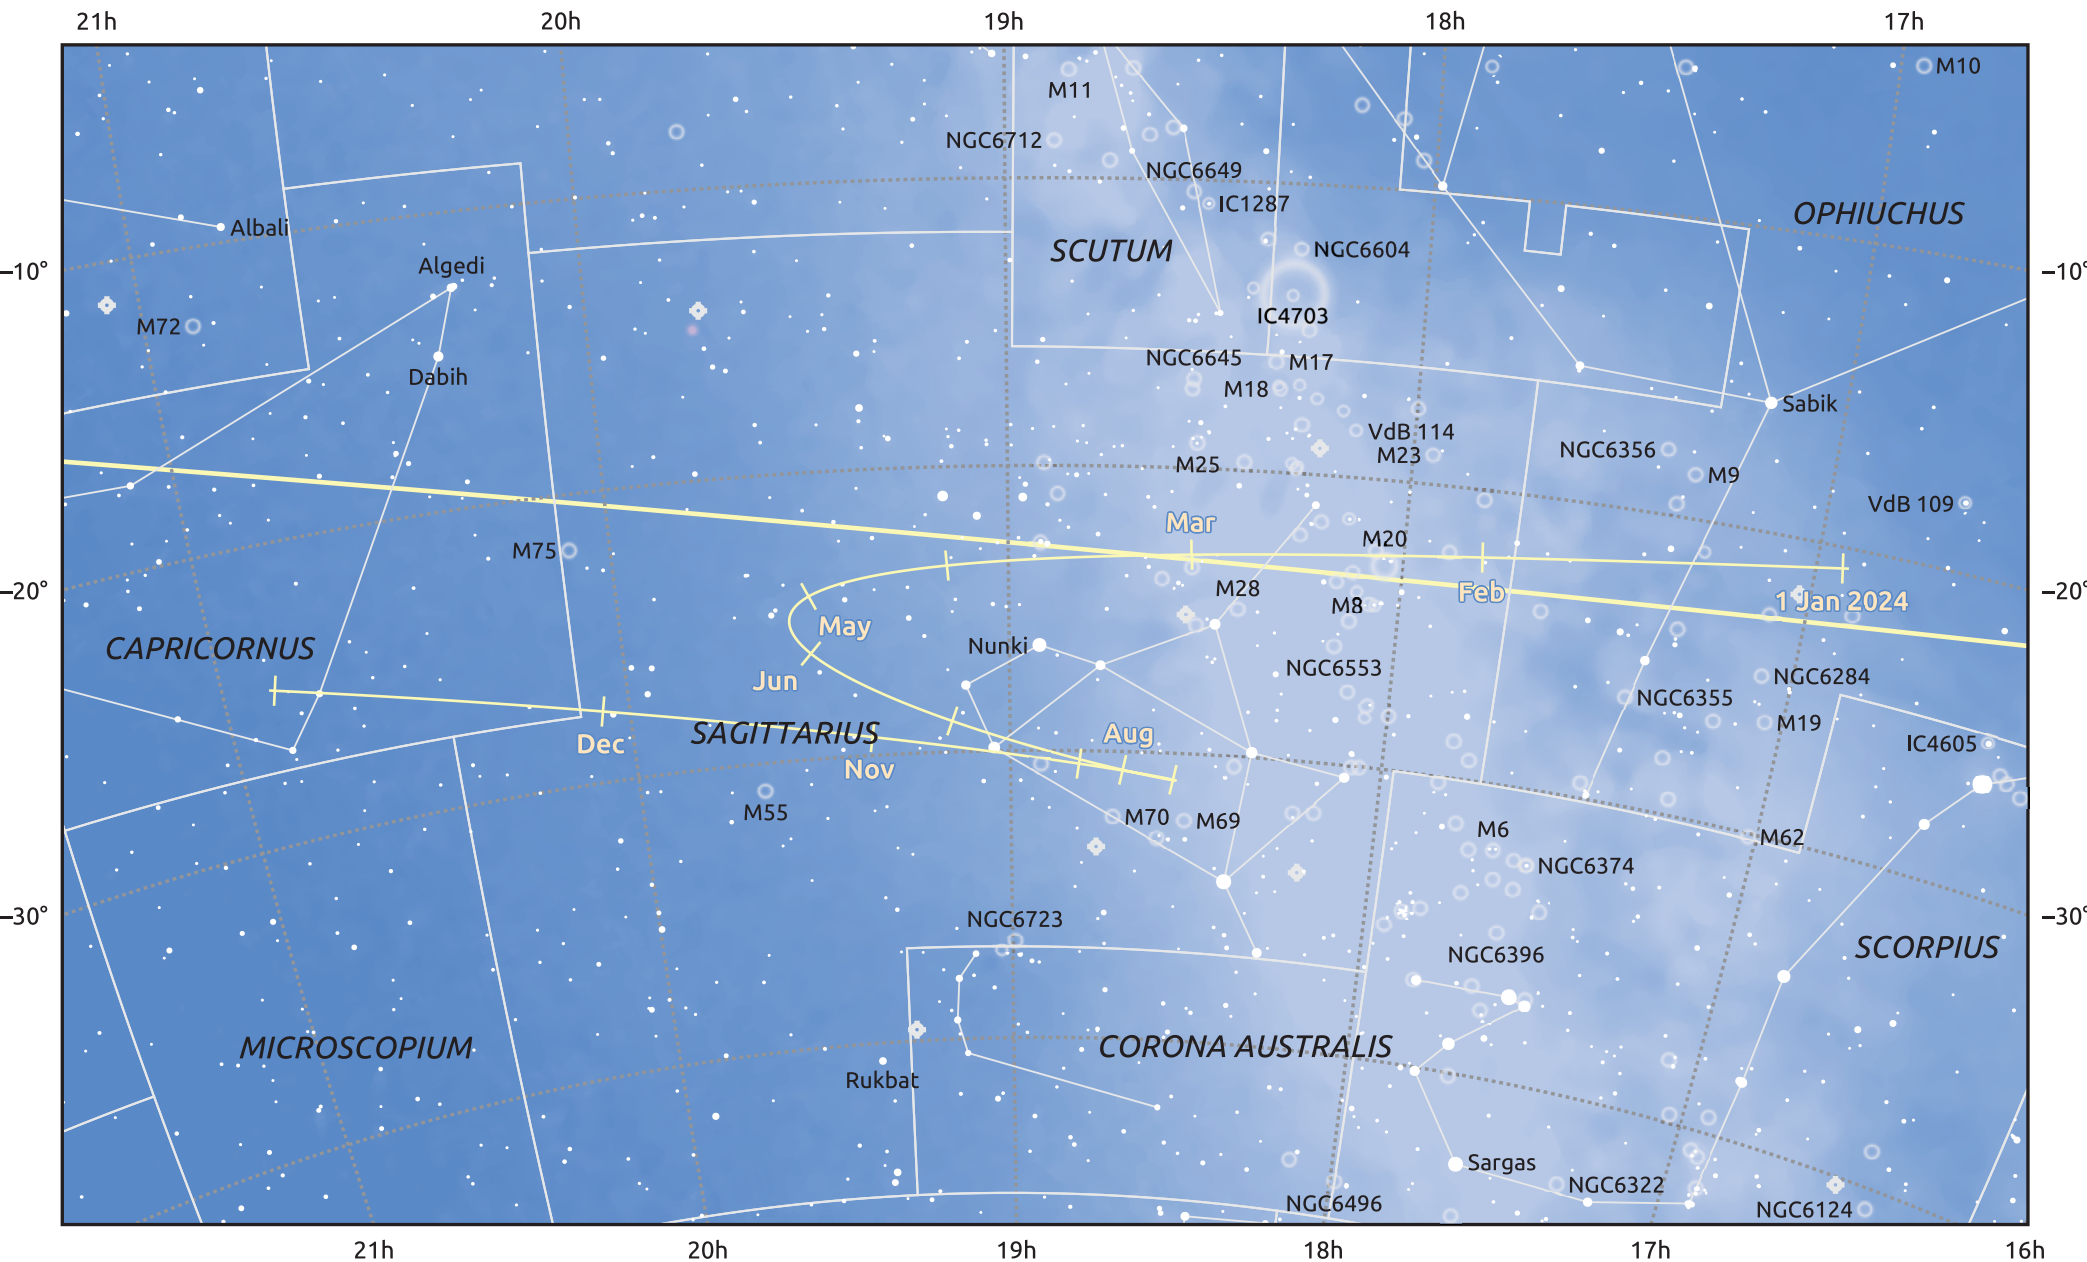 21h 20h 19h 18h 17h
M10
M11
NGC6712
NGC6649
IC1287
OPHIUCHUS
Albali
SCUTUM
NGC6604
Algedi
−10° −10°
M72
IC4703
NGC6645
M17
Dabih
M18
Sabik
VdB 114
NGC6356
M23
M25
M9
VdB 109
Mar
M20
M75
−20° −20°
M28
Feb
1 Jan 2024
M8
May
CAPRICORNUS
Nunki
NGC6553
NGC6284
Jun
NGC6355
M19
SAGITTARIUS
Aug
Dec
IC4605
Nov
M55
M70
M69
M6
M62
NGC6374
−30° −30°
NGC6723
NGC6396
SCORPIUS
MICROSCOPIUM
CORONA AUSTRALIS
Rukbat
Sargas
NGC6322
NGC6496
NGC6124
21h 20h 19h 18h 17h 16h